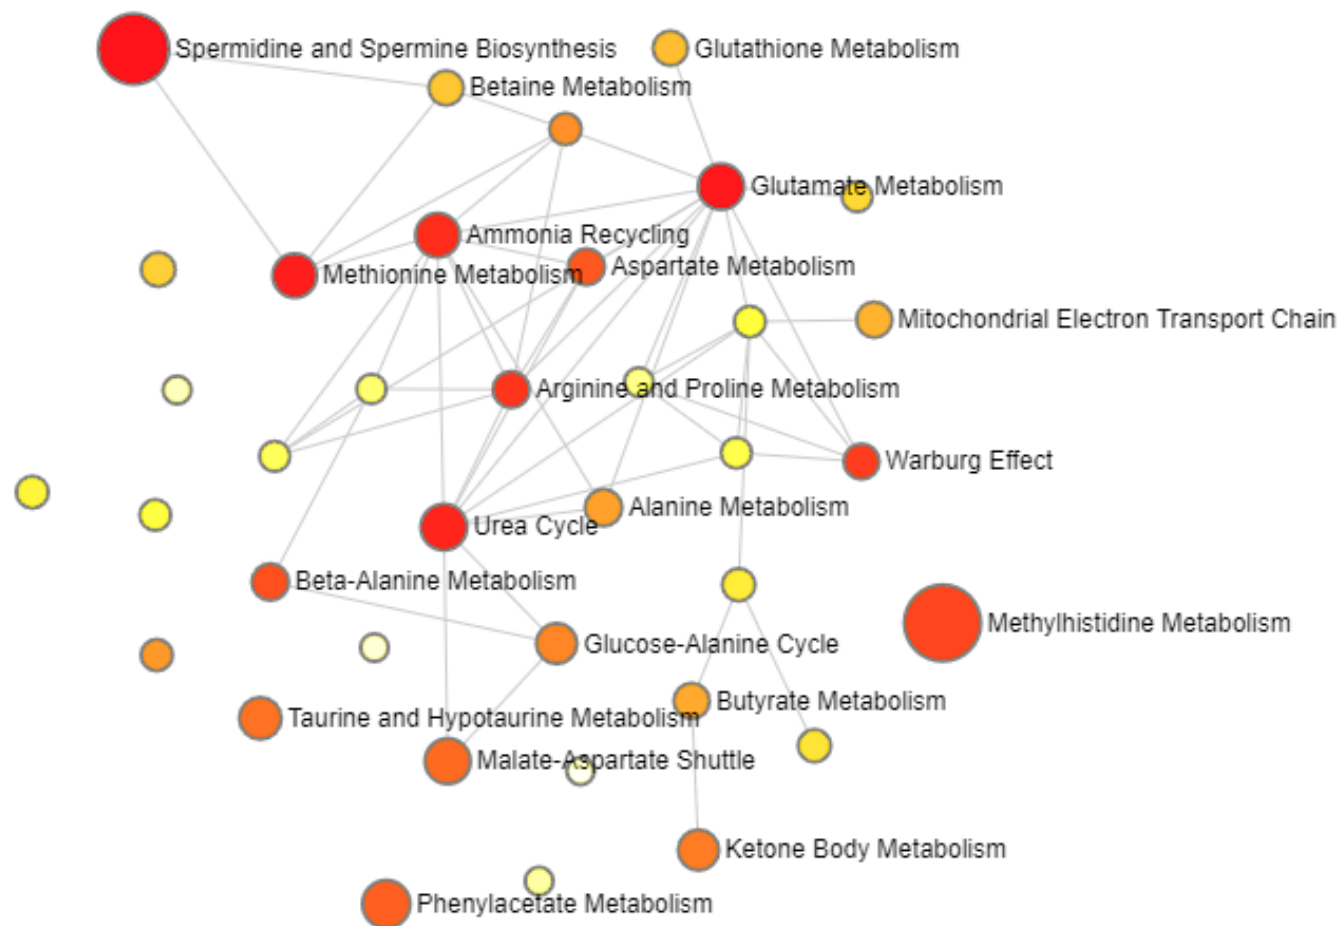 Spermidine and Spermine Biosynthesis
Glutathione Metabolism
Betaine Metabolism
Glutamate Metabolism
Ammonia Recycling
Aspartate Metabolism
Methionine Metabolism
Mitochondrial Electron Transport Chain
Arginine and Proline Metabolism
Warburg Effect
Alanine Metabolism
Urea Cycle
Beta-Alanine Metabolism
Methylhistidine Metabolism
Glucose-Alanine Cycle
Butyrate Metabolism
Taurine and Hypotaurine Metabolism
Malate-Aspartate Shuttle
Ketone Body Metabolism
Phenylacetate Metabolism